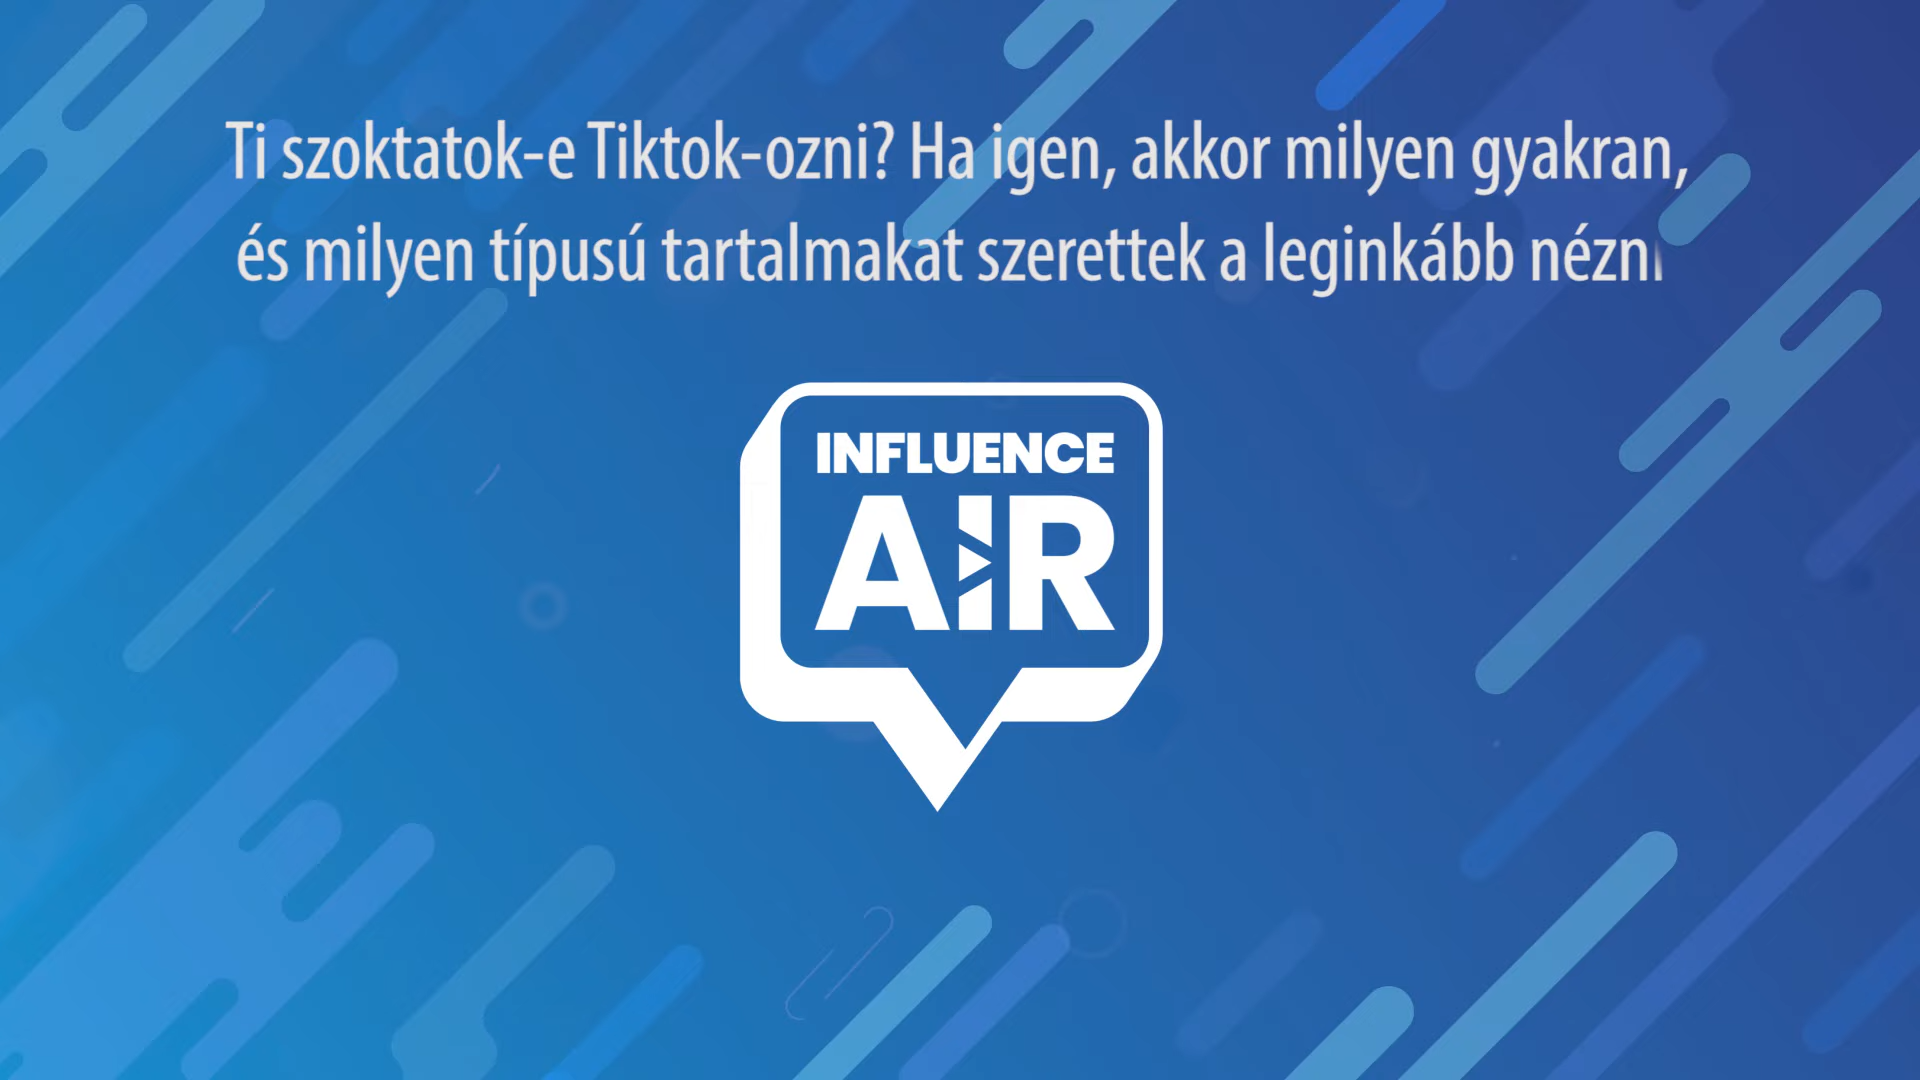 Ti szoktatok-e Tiktok-ozni? Ha igen, akkor milyen gyakran,
és milyen típusú tartalmakat szerettek a leginkább nézni
INFLUENCE
AIR